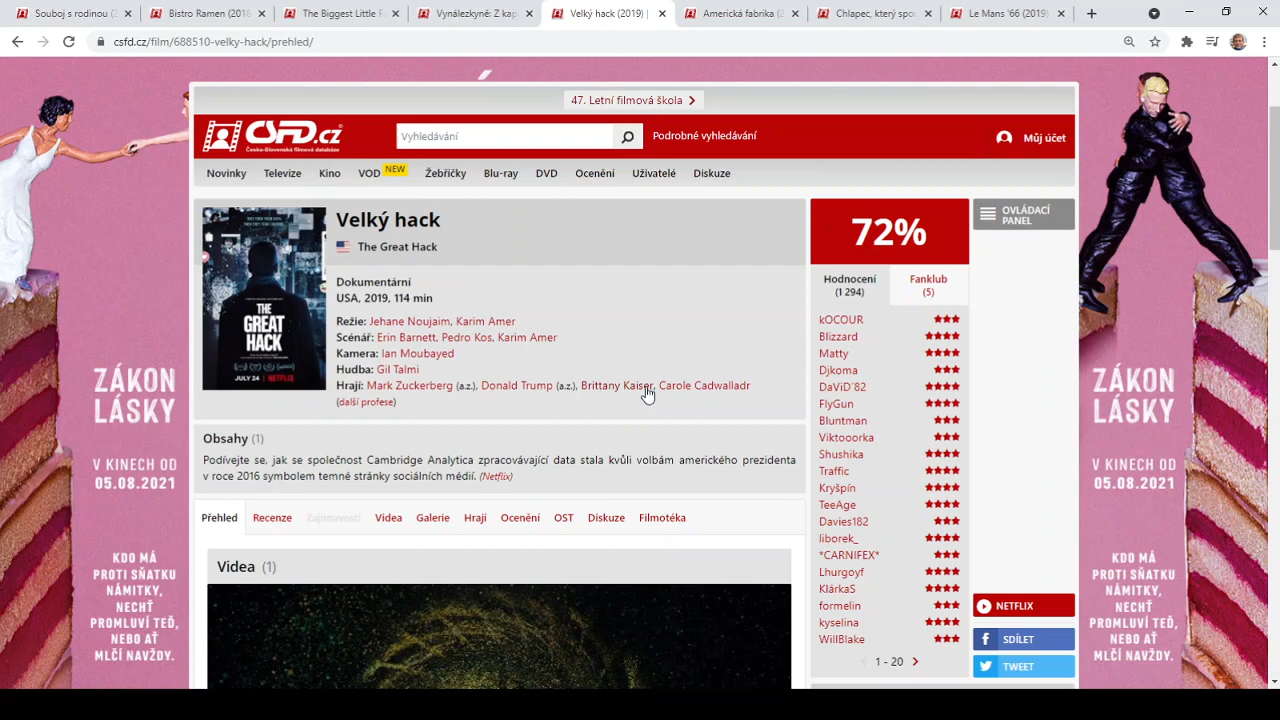 Souboj s rodinou (2
Bistro Ramen (2018
The Biggest Little F
Vynálezkyně: Z kap
Velký hack (2019) |
Americká fabrika (2
Chlapec, který spou
Le Mans '66 (2019)
csfd.cz/film/688510-velky-hack/prehled/
47. Letní filmová škola
ČSFD.cz
Česko-Slovenská filmová databáze
Vyhledávání
Podrobné vyhledávání
Můj účet
Novinky
Televize
Kino
VOD NEW
Žebříčky
Blu-ray
DVD
Ocenění
Uživatelé
Diskuze
THE
GREAT
HACK
JULY 24 | NETFLIX
Velký hack
The Great Hack
Dokumentární
USA, 2019, 114 min
Režie: Jehane Noujaim, Karim Amer
Scénář: Erin Barnett, Pedro Kos, Karim Amer
Kamera: Ian Moubayed
Hudba: Gil Talmi
Hrají: Mark Zuckerberg (a.z.), Donald Trump (a.z.), Brittany Kaiser, Carole Cadwalladr
(další profese)
Obsahy (1)
Podívejte se, jak se společnost Cambridge Analytica zpracovávající data stala kvůli volbám amerického prezidenta
v roce 2016 symbolem temné stránky sociálních médií. (Netflix)
Přehled
Recenze
Zajímavosti
Videa
Galerie
Hrají
Ocenění
OST
Diskuze
Filmotéka
Videa (1)
72%
Hodnocení
(1 294)
Fanklub
(5)
kOCOUR
Blizzard
Matty
Djkoma
DaViD´82
FlyGun
Bluntman
Viktooorka
Shushika
Traffic
Kryšpín
TeeAge
Davies182
liborek_
*CARNIFEX*
Lhurgoyf
KlárkaS
formelin
kyselina
WillBlake
1 - 20
OVLÁDACÍ
PANEL
NETFLIX
SDÍLET
TWEET
ZÁKON
LÁSKY
V KINECH OD
05.08.2021
KDO MÁ
PROTI SŇATKU
NÁMITKY,
NECHŤ
PROMLUVÍ TEĎ,
NEBO AŤ
MLČÍ NAVŽDY.
ZÁKON
LÁSKY
V KINECH OD
05.08.2021
KDO MÁ
PROTI SŇATKU
NÁMITKY,
NECHŤ
PROMLUVÍ TEĎ,
NEBO AŤ
MLČÍ NAVŽDY.